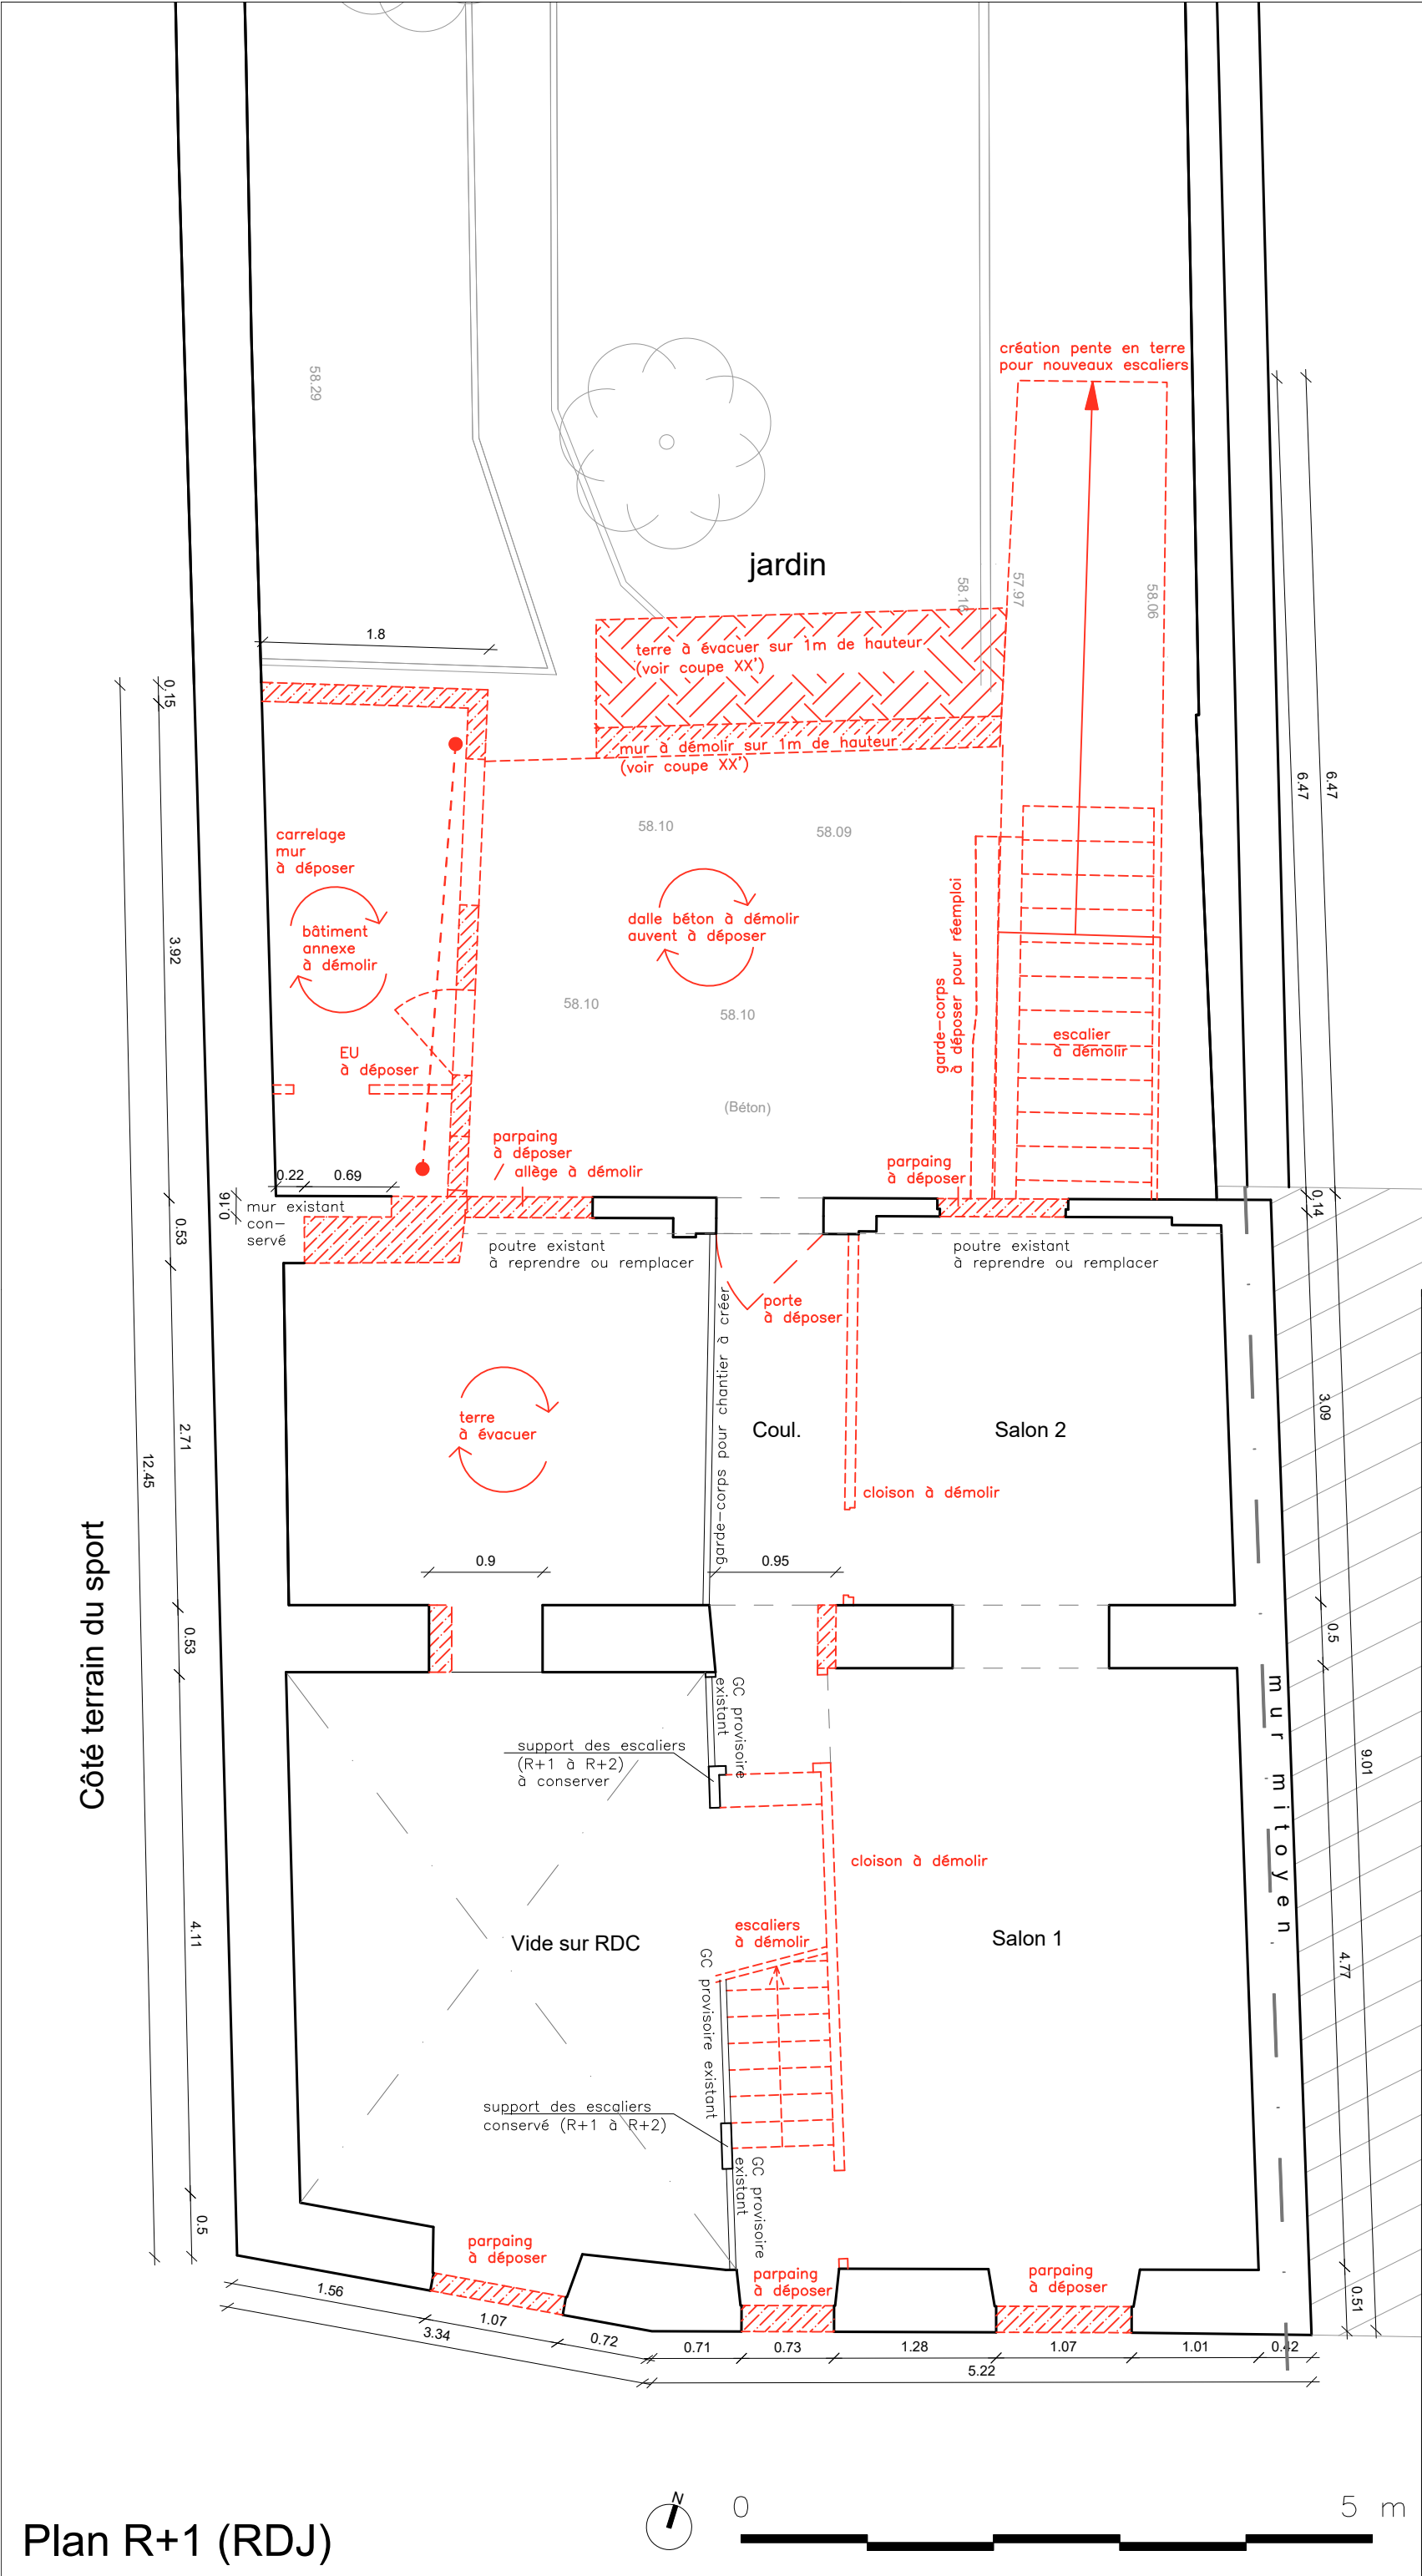 création pente en terre
pour nouveaux escaliers
58.29
jardin
58.16
57.97
58.06
1.8
terre à évacuer sur 1m de hauteur
(voir coupe XX')
0.15
mur à démolir sur 1m de hauteur
(voir coupe XX')
6.47
6.47
58.10
58.09
carrelage
mur
à déposer
garde-corps
à déposer pour réemploi
dalle béton à démolir
auvent à déposer
bâtiment
annexe
à démolir
3.92
58.10
58.10
escalier
à démolir
EU
à déposer
(Béton)
parpaing
à déposer
/ allège à démolir
parpaing
à déposer
0.22
0.69
0.16
mur existant
con-
servé
0.14
0.53
poutre existant
à reprendre ou remplacer
poutre existant
à reprendre ou remplacer
garde-corps pour chantier à créer
porte
à déposer
terre
à évacuer
Coul.
Salon 2
3.09
2.71
12.45
cloison à démolir
Côté terrain du sport
0.9
0.95
0.53
0.5
GC provisoire
existant
mur mitoyen
support des escaliers
(R+1 à R+2)
à conserver
9.01
cloison à démolir
escaliers
à démolir
Vide sur RDC
Salon 1
4.11
4.77
GC provisoire existant
support des escaliers
conservé (R+1 à R+2)
GC provisoire
existant
0.5
parpaing
à déposer
parpaing
à déposer
parpaing
à déposer
0.51
1.56
1.07
3.34
0.72
0.71
0.73
1.28
1.07
1.01
0.42
5.22
N
0
5 m
Plan R+1 (RDJ)